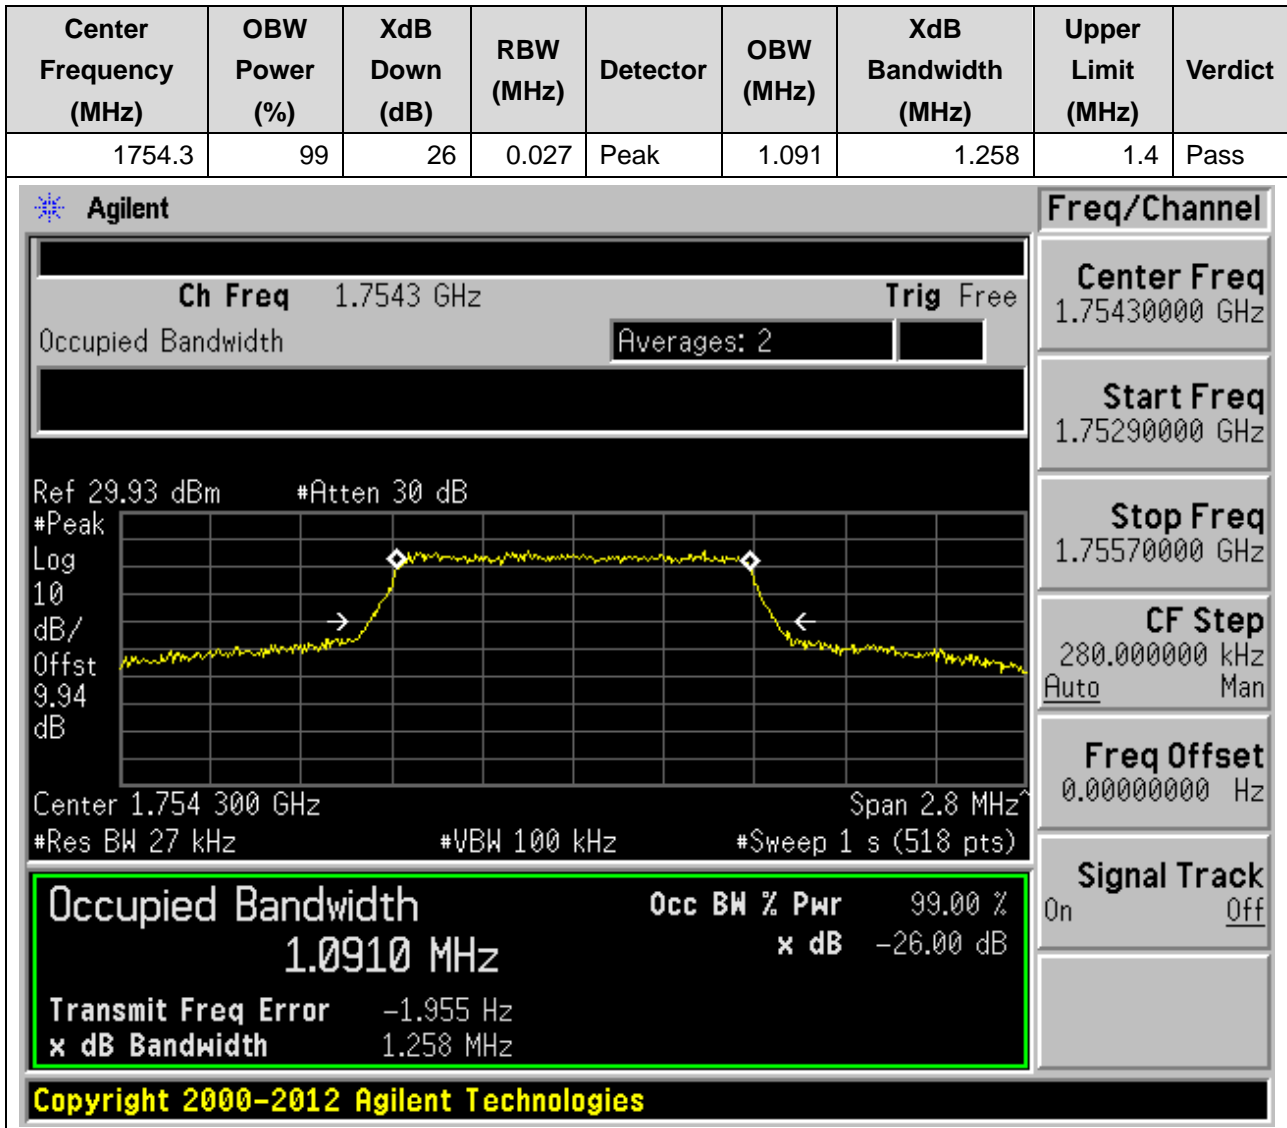 Center Frequency (MHz) OBW Power (%) XdB Down (dB) RBW (MHz) Detector OBW (MHz) XdB Bandwidth (MHz) Upper Limit (MHz) Verdict
1754.3 99 26 0.027 Peak 1.091 1.258 1.4 Pass
Agilent
Freq/Channel
Ch Freq 1.7543 GHz Trig Free
Occupied Bandwidth Averages: 2
Center Freq
1.75430000 GHz
Start Freq
1.75290000 GHz
Stop Freq
1.75570000 GHz
CF Step
280.000000 kHz
Auto Man
Freq Offset
0.00000000 Hz
Signal Track
On Off
Ref 29.93 dBm #Atten 30 dB
#Peak
Log
10
dB/
Offst
9.94
dB
Center 1.754 300 GHz Span 2.8 MHz^
#Res BW 27 kHz #VBW 100 kHz #Sweep 1 s (518 pts)
Occupied Bandwidth
1.0910 MHz
Occ BW % Pwr 99.00 %
x dB -26.00 dB
Transmit Freq Error -1.955 Hz
x dB Bandwidth 1.258 MHz
Copyright 2000-2012 Agilent Technologies